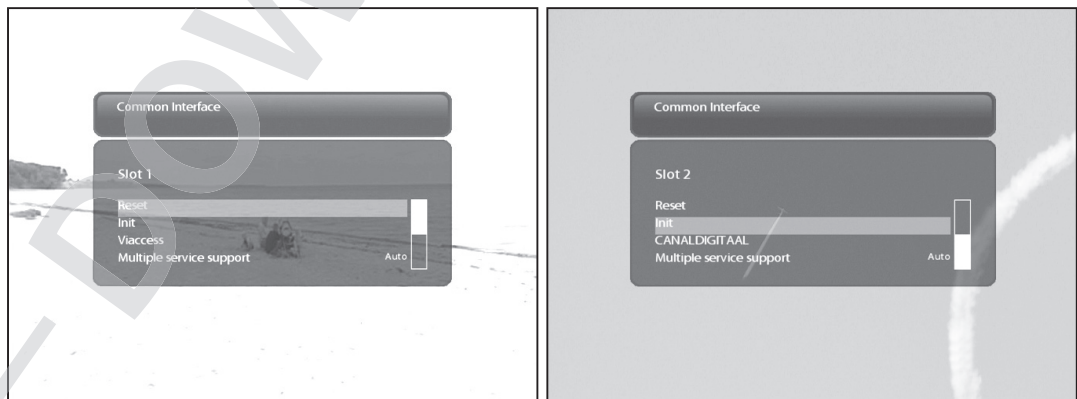 Common Interface
Slot 1
Reset
Init
Viaccess
Multiple service support Auto
Common Interface
Slot 2
Reset
Init
CANALDIGITAAL
Multiple service support Auto